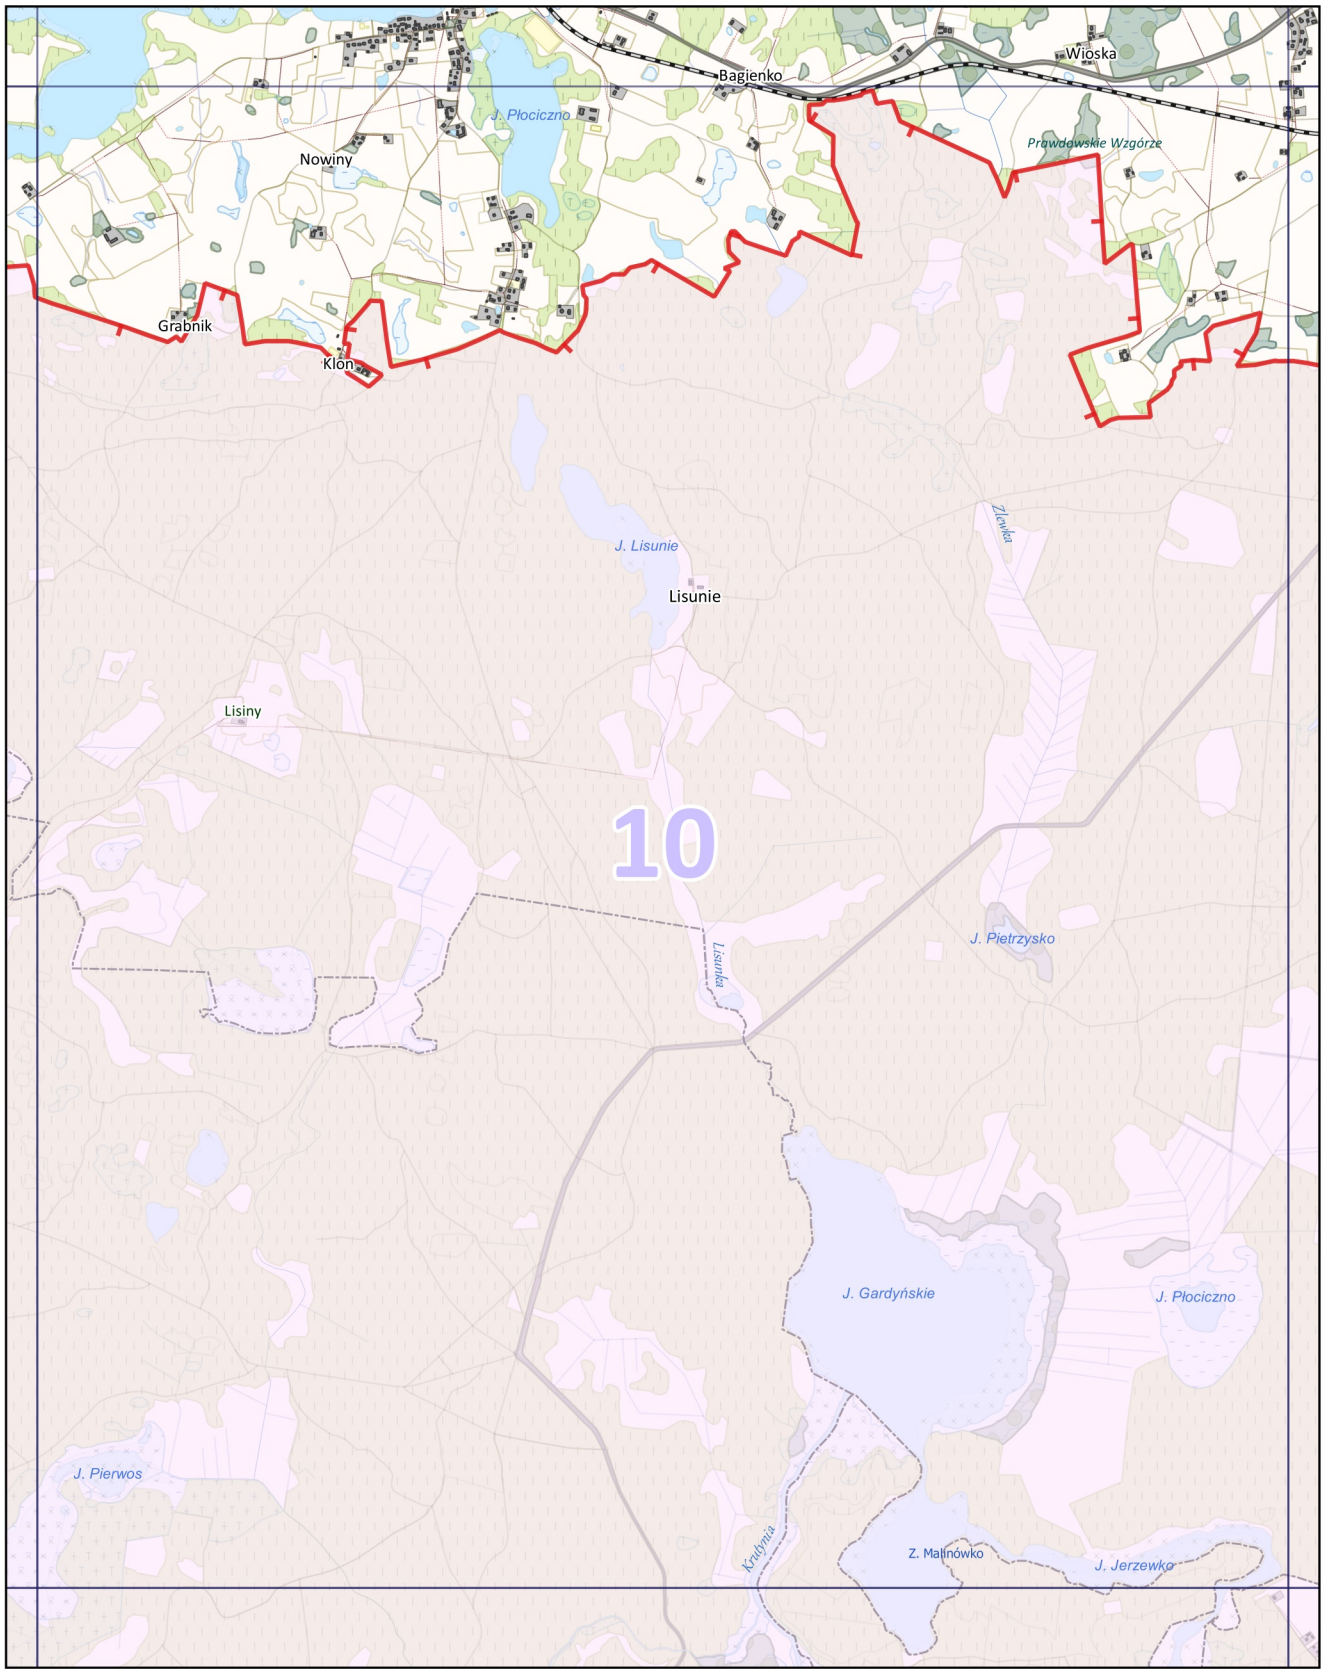 Wioska
Bagienko
J. Płociczno
Prawdowskie Wzgórze
Nowiny
Grabnik
Klon
Zlewka
J. Lisunie
Lisunie
Lisiny
10
J. Pietrzysko
Lisunka
J. Gardyńskie
J. Płociczno
J. Pierwos
Krutynia
Z. Malinówko
J. Jerzewko